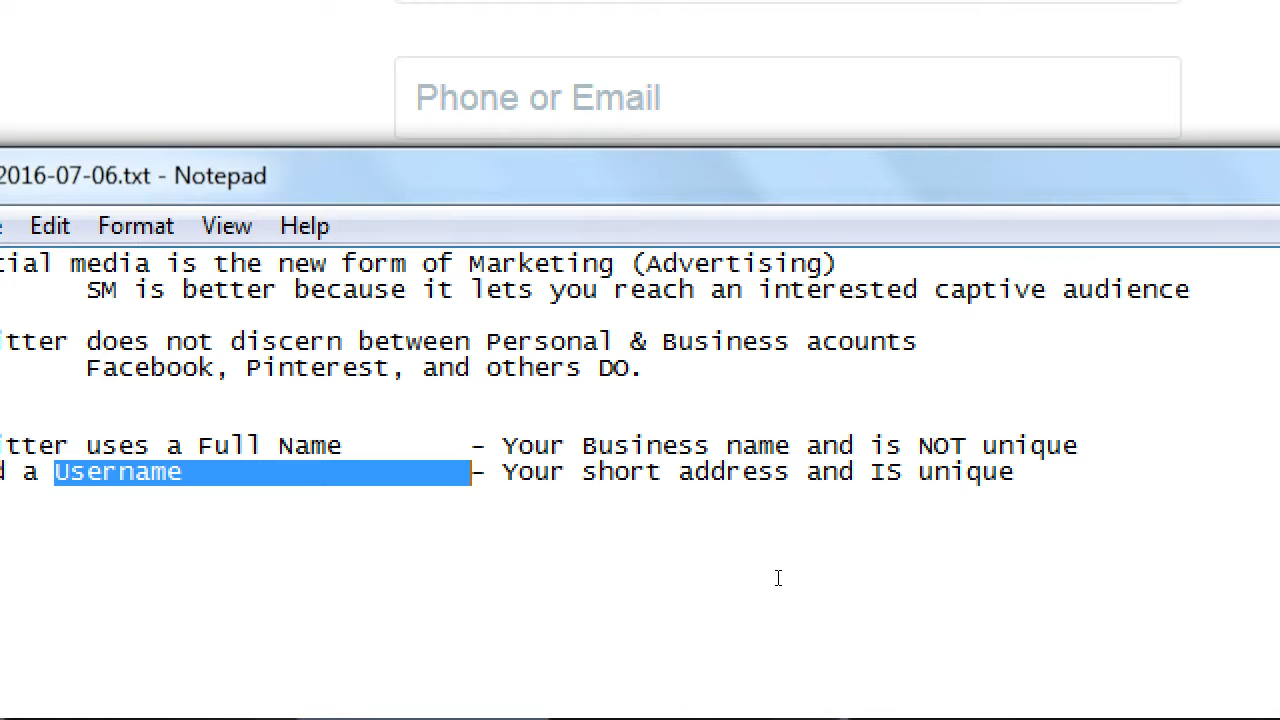 Phone or Email
2016-07-06.txt - Notepad
Edit Format View Help
cial media is the new form of Marketing (Advertising)
SM is better because it lets you reach an interested captive audience
itter does not discern between Personal & Business acounts
Facebook, Pinterest, and others DO.
itter uses a Full Name - Your Business name and is NOT unique
d a Username - Your short address and IS unique